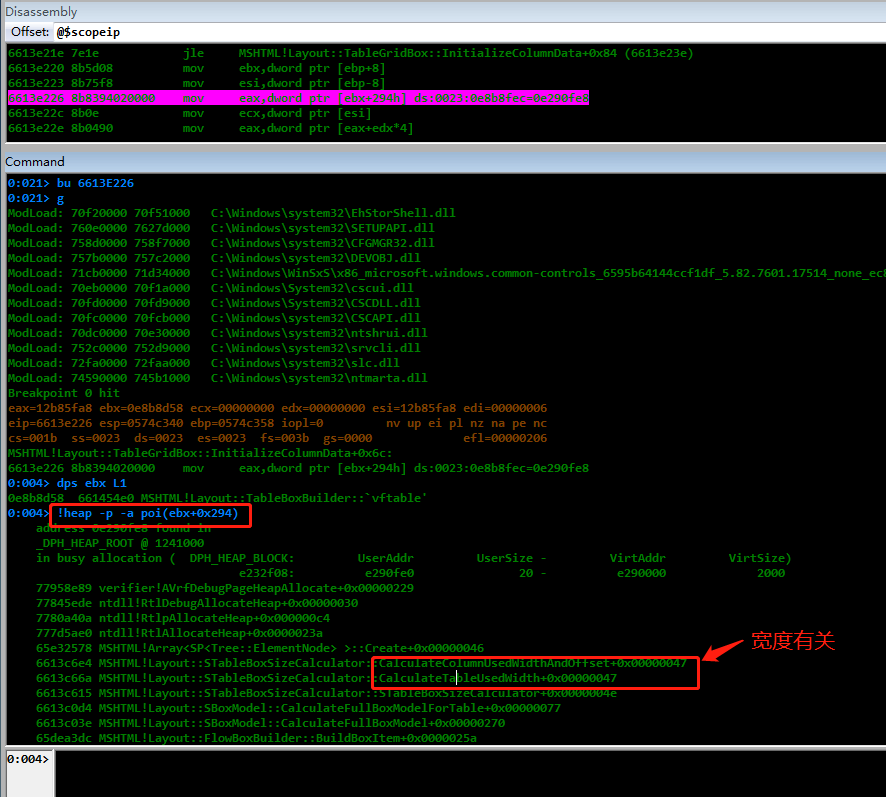 Disassembly
Offset: @$scopeip
6613e21e 7e1e jle MSHTML!Layout::TableGridBox::InitializeColumnData+0x84 (6613e23e)
6613e220 8b5d08 mov ebx,dword ptr [ebp+8]
6613e223 8b75f8 mov esi,dword ptr [ebp-8]
6613e226 8b8394020000 mov eax,dword ptr [ebx+294h] ds:0023:0e8b8fec=0e290fe8
6613e22c 8b0e mov ecx,dword ptr [esi]
6613e22e 8b0490 mov eax,dword ptr [eax+edx*4]
Command
0:021> bu 6613E226
0:021> g
ModLoad: 70f20000 70f51000 C:\Windows\system32\EhStorShell.dll
ModLoad: 760e0000 7627d000 C:\Windows\system32\SETUPAPI.dll
ModLoad: 758d0000 758f7000 C:\Windows\system32\CFGMGR32.dll
ModLoad: 757b0000 757c2000 C:\Windows\system32\DEVOBJ.dll
ModLoad: 71cb0000 71d34000 C:\Windows\WinSxS\x86_microsoft.windows.common-controls_6595b64144ccf1df_5.82.7601.17514_none_ec8
ModLoad: 70eb0000 70f1a000 C:\Windows\System32\cscui.dll
ModLoad: 70fd0000 70fd9000 C:\Windows\System32\CSCDLL.dll
ModLoad: 70fc0000 70fcb000 C:\Windows\system32\CSCAPI.dll
ModLoad: 70dc0000 70e30000 C:\Windows\system32\ntshrui.dll
ModLoad: 752c0000 752d9000 C:\Windows\system32\srvcli.dll
ModLoad: 72fa0000 72faa000 C:\Windows\system32\slc.dll
ModLoad: 74590000 745b1000 C:\Windows\system32\ntmarta.dll
Breakpoint 0 hit
eax=12b85fa8 ebx=0e8b8d58 ecx=00000000 edx=00000000 esi=12b85fa8 edi=00000006
eip=6613e226 esp=0574c340 ebp=0574c358 iopl=0 nv up ei pl nz na pe nc
cs=001b ss=0023 ds=0023 es=0023 fs=003b gs=0000 efl=00000206
MSHTML!Layout::TableGridBox::InitializeColumnData+0x6c:
6613e226 8b8394020000 mov eax,dword ptr [ebx+294h] ds:0023:0e8b8fec=0e290fe8
0:004> dps ebx L1
0e8b8d58 661454e0 MSHTML!Layout::TableBoxBuilder::`vftable'
0:004> !heap -p -a poi(ebx+0x294)
address 0e290fe8 found in
_DPH_HEAP_ROOT @ 1241000
in busy allocation ( DPH_HEAP_BLOCK: UserAddr UserSize - VirtAddr VirtSize)
e232f08: e290fe0 20 - e290000 2000
77958e89 verifier!AVrfDebugPageHeapAllocate+0x00000229
77845ede ntdll!RtlDebugAllocateHeap+0x00000030
7780a40a ntdll!RtlpAllocateHeap+0x000000c4
777d5ae0 ntdll!RtlAllocateHeap+0x0000023a
65e32578 MSHTML!Array<SP<Tree::ElementNode> >::Create+0x00000046
6613c6e4 MSHTML!Layout::STableBoxSizeCalculator::CalculateColumnUsedWidthAndOffset+0x00000047
宽度有关
6613c66a MSHTML!Layout::STableBoxSizeCalculator::CalculateTableUsedWidth+0x00000047
6613c615 MSHTML!Layout::STableBoxSizeCalculator::STableBoxSizeCalculator+0x0000004e
6613c0d4 MSHTML!Layout::SBoxModel::CalculateFullBoxModelForTable+0x00000077
6613c03e MSHTML!Layout::SBoxModel::CalculateFullBoxModel+0x00000270
65dea3dc MSHTML!Layout::FlowBoxBuilder::BuildBoxItem+0x0000025a
0:004>